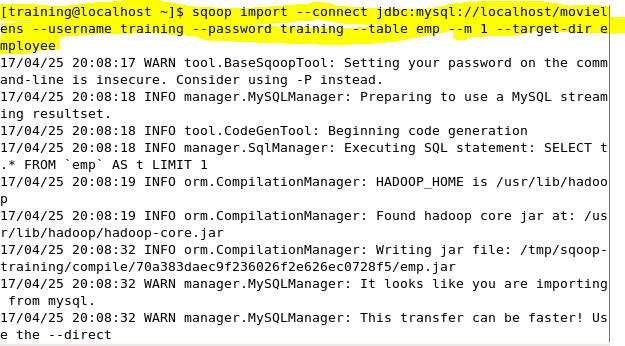 [training@localhost ~]$ sqoop import --connect jdbc:mysql://localhost/moviel
ens --username training --password training --table emp --m 1 --target-dir e
mployee
17/04/25 20:08:17 WARN tool.BaseSqoopTool: Setting your password on the comm
and-line is insecure. Consider using -P instead.
17/04/25 20:08:18 INFO manager.MySQLManager: Preparing to use a MySQL stream
ing resultset.
17/04/25 20:08:18 INFO tool.CodeGenTool: Beginning code generation
17/04/25 20:08:18 INFO manager.SqlManager: Executing SQL statement: SELECT t
.* FROM `emp` AS t LIMIT 1
17/04/25 20:08:19 INFO orm.CompilationManager: HADOOP_HOME is /usr/lib/hadoo
p
17/04/25 20:08:19 INFO orm.CompilationManager: Found hadoop core jar at: /us
r/lib/hadoop/hadoop-core.jar
17/04/25 20:08:32 INFO orm.CompilationManager: Writing jar file: /tmp/sqoop-
training/compile/70a383daec9f236026f2e626ec0728f5/emp.jar
17/04/25 20:08:32 WARN manager.MySQLManager: It looks like you are importing
 from mysql.
17/04/25 20:08:32 WARN manager.MySQLManager: This transfer can be faster! Us
e the --direct